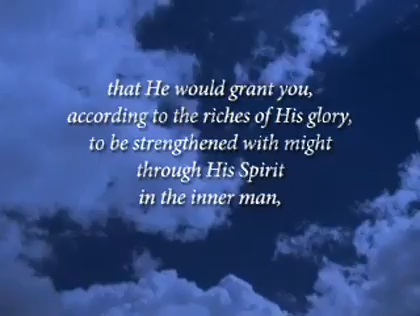 that He would grant you,
according to the riches of His glory,
to be strengthened with might
through His Spirit
in the inner man,